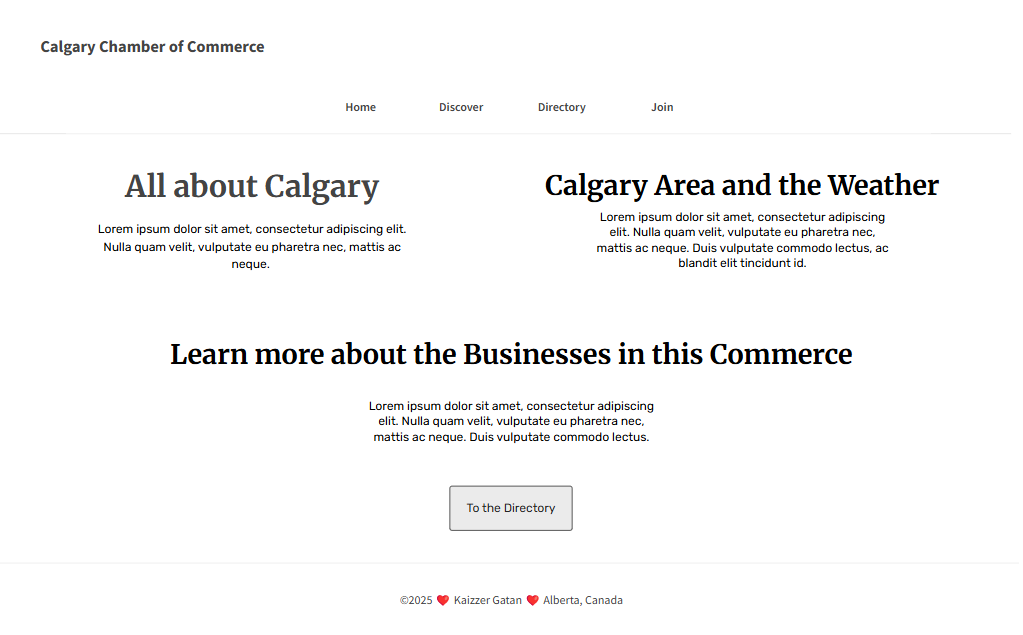 Calgary Chamber of Commerce
Home Discover Directory Join
All about Calgary
Lorem ipsum dolor sit amet, consectetur adipiscing elit.
Nulla quam velit, vulputate eu pharetra nec, mattis ac
neque.
Calgary Area and the Weather
Lorem ipsum dolor sit amet, consectetur adipiscing
elit. Nulla quam velit, vulputate eu pharetra nec,
mattis ac neque. Duis vulputate commodo lectus, ac
blandit elit tincidunt id.
Learn more about the Businesses in this Commerce
Lorem ipsum dolor sit amet, consectetur adipiscing
elit. Nulla quam velit, vulputate eu pharetra nec,
mattis ac neque. Duis vulputate commodo lectus.
To the Directory
©2025 ❤️ Kaizzer Gatan ❤️ Alberta, Canada